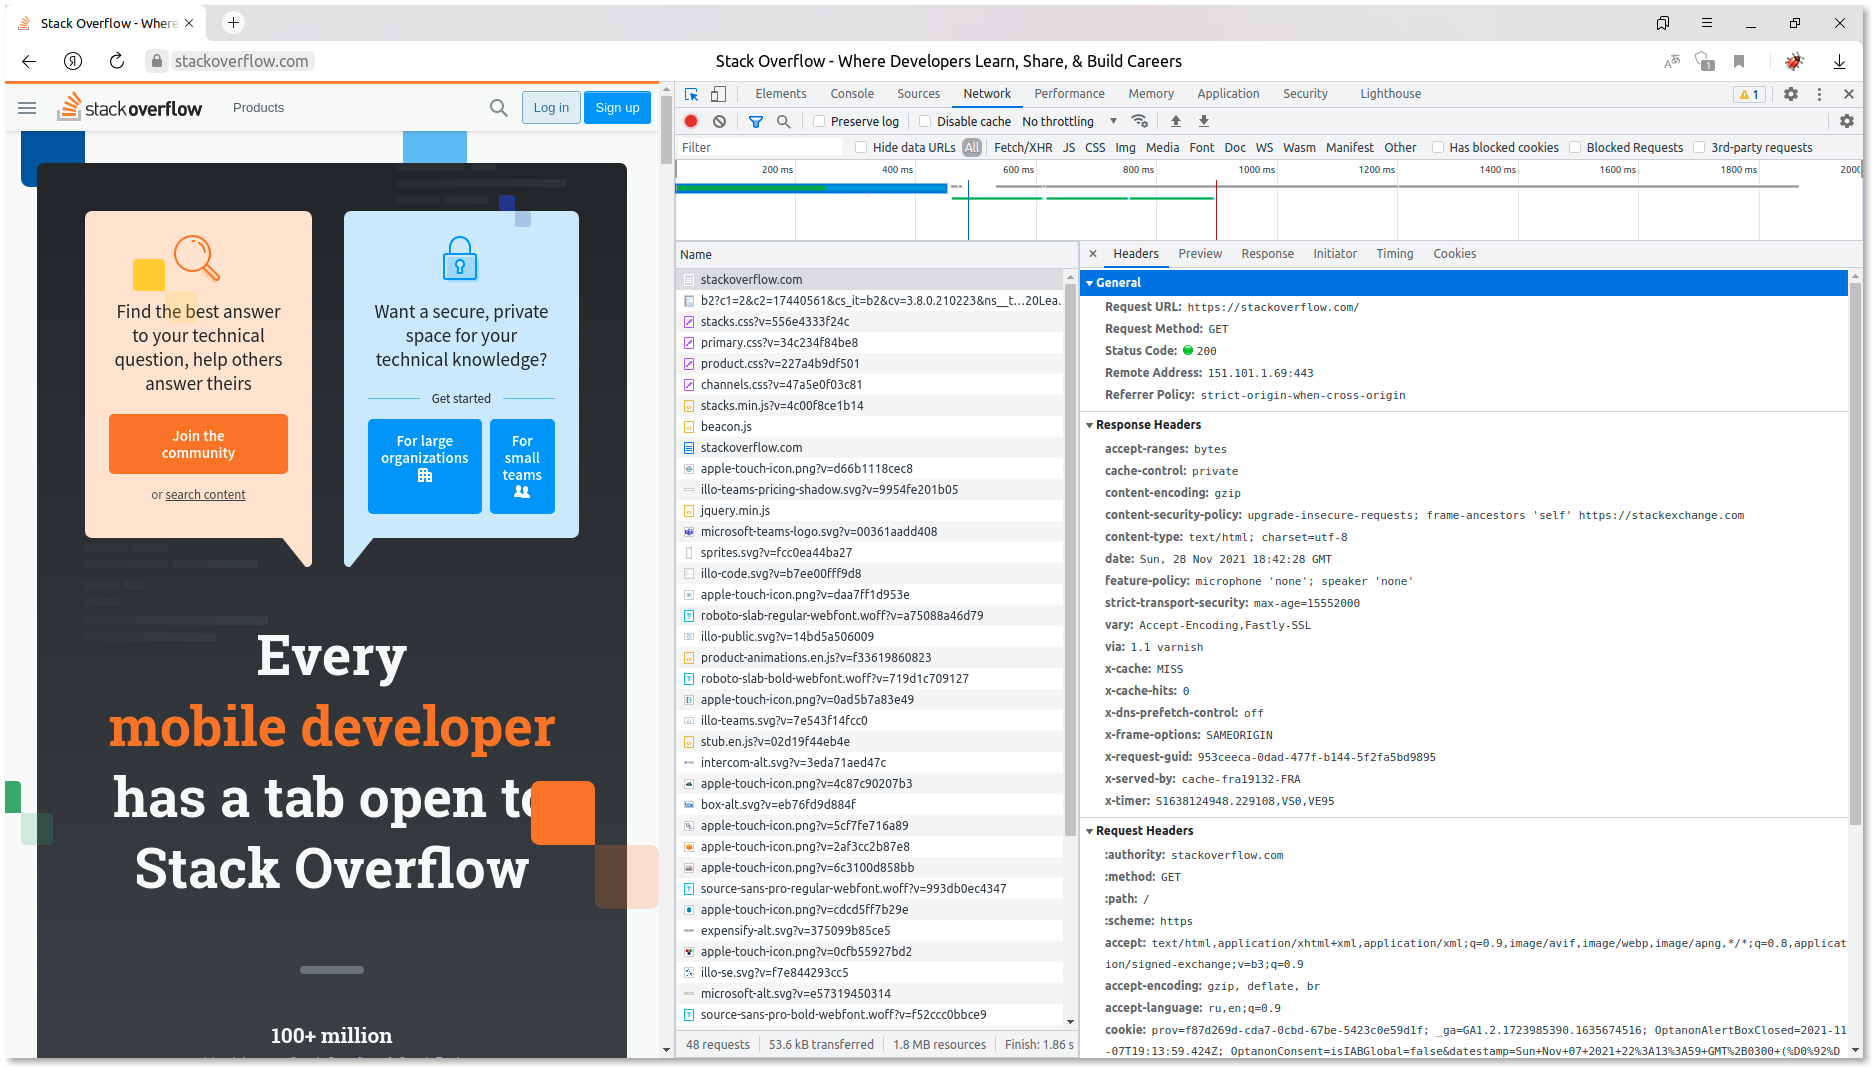 Stack Overflow - Where
stackoverflow.com
Stack Overflow - Where Developers Learn, Share, & Build Careers
1
stackoverflow
Products
Log in
Sign up
Find the best answer
to your technical
question, help others
answer theirs
Join the
community
or search content
Want a secure, private
space for your
technical knowledge?
Get started
For large
organizations
For
small
teams
Every
mobile developer
has a tab open to
Stack Overflow
100+ million
Elements Console Sources Network Performance Memory Application Security Lighthouse 1
Preserve log Disable cache No throttling
Filter Hide data URLs All Fetch/XHR JS CSS Img Media Font Doc WS Wasm Manifest Other Has blocked cookies Blocked Requests 3rd-party requests
200 ms 400 ms 600 ms 800 ms 1000 ms 1200 ms 1400 ms 1600 ms 1800 ms 200
Name
stackoverflow.com
b2?c1=2&c2=17440561&cs_it=b2&cv=3.8.0.210223&ns__t...20Lea.
stacks.css?v=556e4333f24c
primary.css?v=34c234f84be8
product.css?v=227a4b9df501
channels.css?v=47a5e0f03c81
stacks.min.js?v=4c00f8ce1b14
beacon.js
stackoverflow.com
apple-touch-icon.png?v=d66b1118cec8
illo-teams-pricing-shadow.svg?v=9954fe201b05
jquery.min.js
microsoft-teams-logo.svg?v=00361aadd408
sprites.svg?v=fcc0ea44ba27
illo-code.svg?v=b7ee00fff9d8
apple-touch-icon.png?v=daa7ff1d953e
roboto-slab-regular-webfont.woff?v=a75088a46d79
illo-public.svg?v=14bd5a506009
product-animations.en.js?v=f33619860823
roboto-slab-bold-webfont.woff?v=719d1c709127
apple-touch-icon.png?v=0ad5b7a83e49
illo-teams.svg?v=7e543f14fcc0
stub.en.js?v=02d19f44eb4e
intercom-alt.svg?v=3eda71aed47c
apple-touch-icon.png?v=4c87c90207b3
box-alt.svg?v=eb76fd9d884f
apple-touch-icon.png?v=5cf7fe716a89
apple-touch-icon.png?v=2af3cc2b87e8
apple-touch-icon.png?v=6c3100d858bb
source-sans-pro-regular-webfont.woff?v=993db0ec4347
apple-touch-icon.png?v=cdcd5ff7b29e
expensify-alt.svg?v=375099b85ce5
apple-touch-icon.png?v=0cfb55927bd2
illo-se.svg?v=f7e844293cc5
microsoft-alt.svg?v=e57319450314
source-sans-pro-bold-webfont.woff?v=f52ccc0bbce9
48 requests 53.6 kB transferred 1.8 MB resources Finish: 1.86 s
Headers Preview Response Initiator Timing Cookies
General
Request URL: https://stackoverflow.com/
Request Method: GET
Status Code: 200
Remote Address: 151.101.1.69:443
Referrer Policy: strict-origin-when-cross-origin
Response Headers
accept-ranges: bytes
cache-control: private
content-encoding: gzip
content-security-policy: upgrade-insecure-requests; frame-ancestors 'self' https://stackexchange.com
content-type: text/html; charset=utf-8
date: Sun, 28 Nov 2021 18:42:28 GMT
feature-policy: microphone 'none'; speaker 'none'
strict-transport-security: max-age=15552000
vary: Accept-Encoding,Fastly-SSL
via: 1.1 varnish
x-cache: MISS
x-cache-hits: 0
x-dns-prefetch-control: off
x-frame-options: SAMEORIGIN
x-request-guid: 953ceeca-0dad-477f-b144-5f2fa5bd9895
x-served-by: cache-fra19132-FRA
x-timer: S1638124948.229108,VS0,VE95
Request Headers
:authority: stackoverflow.com
:method: GET
:path: /
:scheme: https
accept: text/html,application/xhtml+xml,application/xml;q=0.9,image/avif,image/webp,image/apng,*/*;q=0.8,applicat
ion/signed-exchange;v=b3;q=0.9
accept-encoding: gzip, deflate, br
accept-language: ru,en;q=0.9
cookie: prov=f87d269d-cda7-0cbd-67be-5423c0e59d1f; _ga=GA1.2.1723985390.1635674516; OptanonAlertBoxClosed=2021-11
-07T19:13:59.424Z; OptanonConsent=isIABGlobal=false&datestamp=Sun+Nov+07+2021+22%3A13%3A59+GMT%2B0300+(%D0%92%D